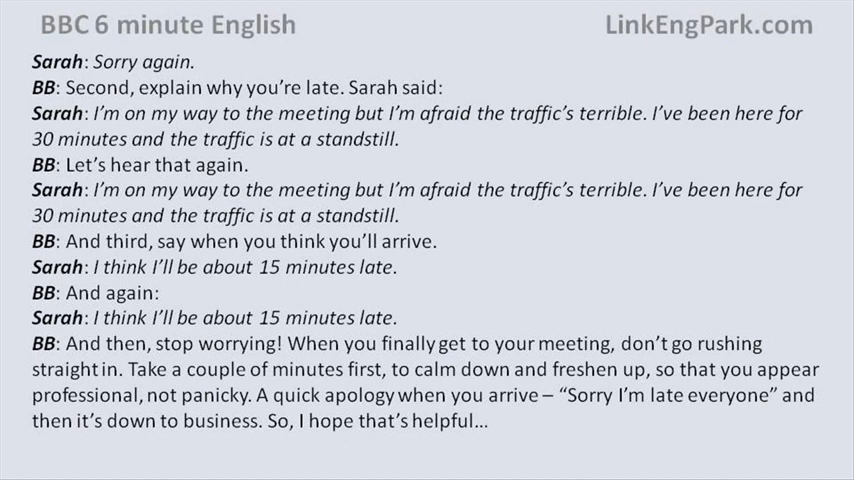 BBC 6 minute English
LinkEngPark.com
Sarah: Sorry again.
BB: Second, explain why you’re late. Sarah said:
Sarah: I’m on my way to the meeting but I’m afraid the traffic’s terrible. I’ve been here for
30 minutes and the traffic is at a standstill.
BB: Let’s hear that again.
Sarah: I’m on my way to the meeting but I’m afraid the traffic’s terrible. I’ve been here for
30 minutes and the traffic is at a standstill.
BB: And third, say when you think you’ll arrive.
Sarah: I think I’ll be about 15 minutes late.
BB: And again:
Sarah: I think I’ll be about 15 minutes late.
BB: And then, stop worrying! When you finally get to your meeting, don’t go rushing
straight in. Take a couple of minutes first, to calm down and freshen up, so that you appear
professional, not panicky. A quick apology when you arrive – “Sorry I’m late everyone” and
then it’s down to business. So, I hope that’s helpful…